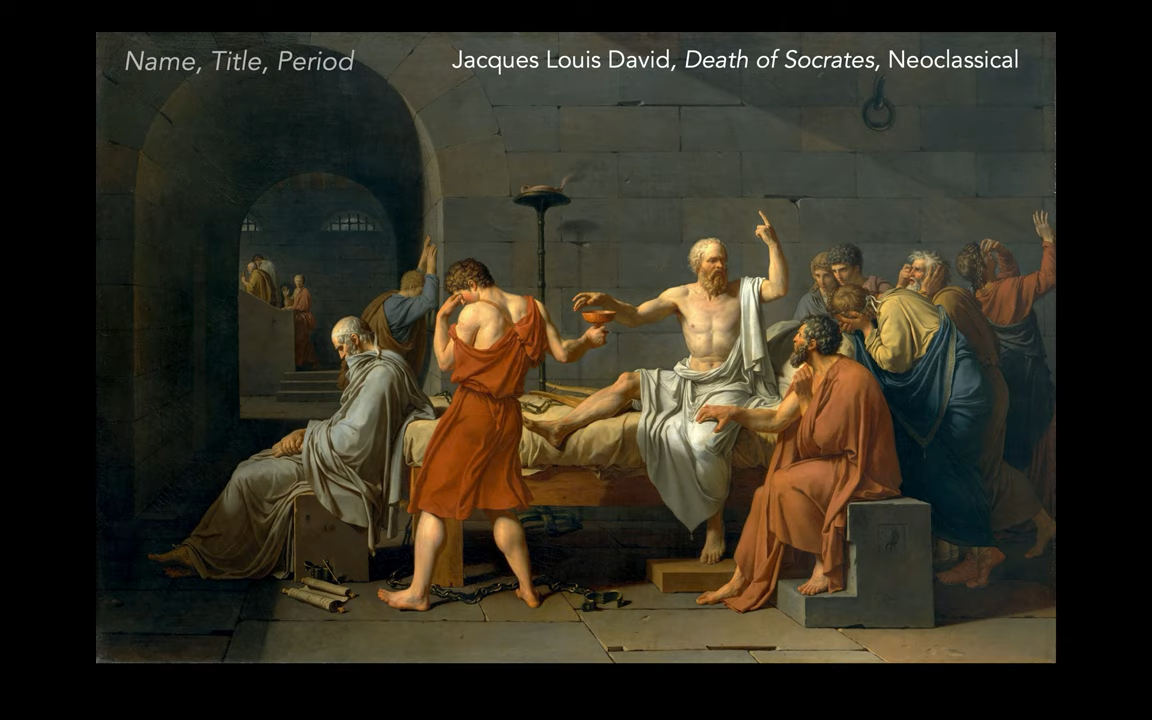 Name, Title, Period
Jacques Louis David, Death of Socrates, Neoclassical